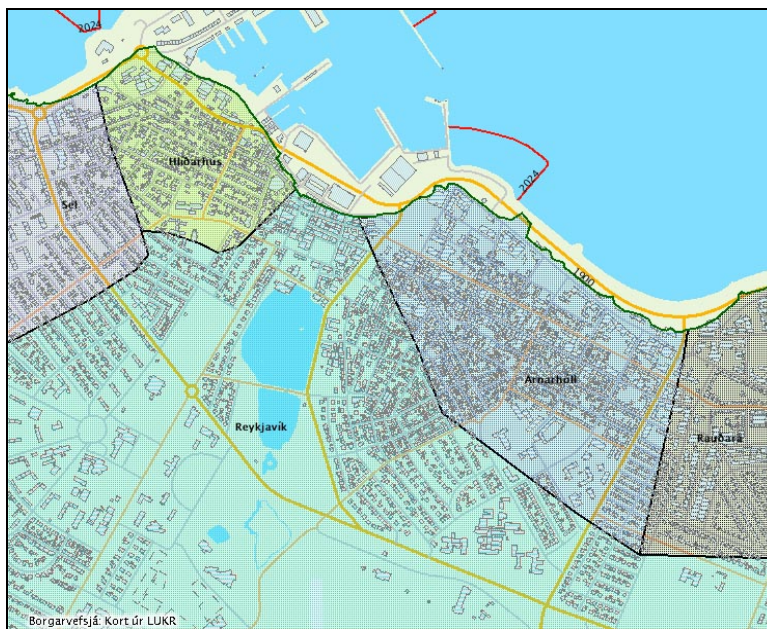 2024
Hlíðarhús
Sel
2024
1900
Arnarhóll
Reykjavík
Rauðará
Borgarvefsjá: Kort úr LUKR